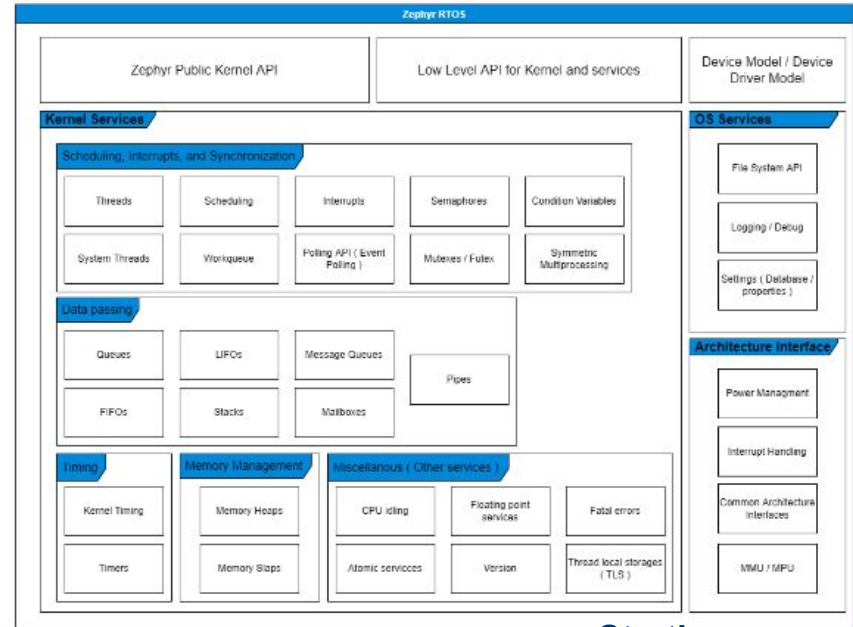 Zephyr RTOS
Zephyr Public Kernel API
Low Level API for Kernel and services
Device Model / Device
Driver Model
Kernel Services
Scheduling, Interrupts, and Synchronization
Threads
Scheduling
Interrupts
Semaphores
Condition Variables
System Threads
Workqueue
Polling API ( Event
Polling )
Mutexes / Futex
Symmetric
Multiprocessing
Data passing
Queues
LIFOs
Message Queues
Pipes
FIFOs
Stacks
Mailboxes
Timing
Kernel Timing
Timers
Memory Management
Memory Heaps
Memory Slaps
Miscellanous ( Other services )
CPU idling
Floating point
services
Fatal errors
Atomic servicces
Version
Thread local storages
( TLS )
OS Services
File System API
Logging / Debug
Settings ( Database /
properties )
Architecture Interface
Power Managment
Interrupt Handling
Common Architecture
Interfaces
MMU / MPU